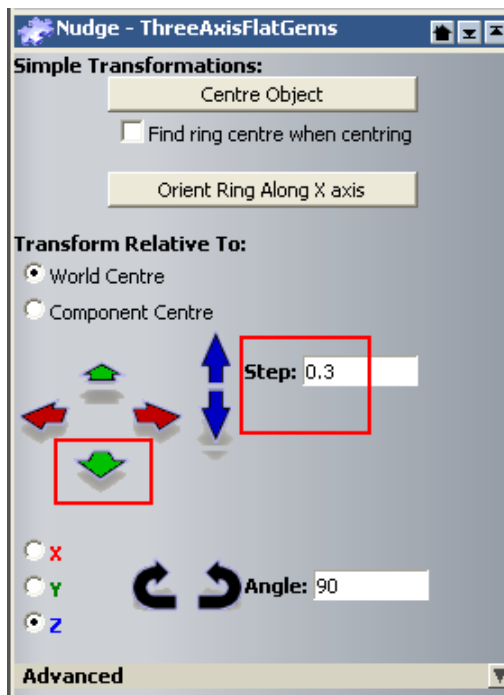 Nudge - ThreeAxisFlatGems
Simple Transformations:
Centre Object
Find ring centre when centring
Orient Ring Along X axis
Transform Relative To:
World Centre
Component Centre
Step: 0.3
X
Y
Angle: 90
Z
Advanced